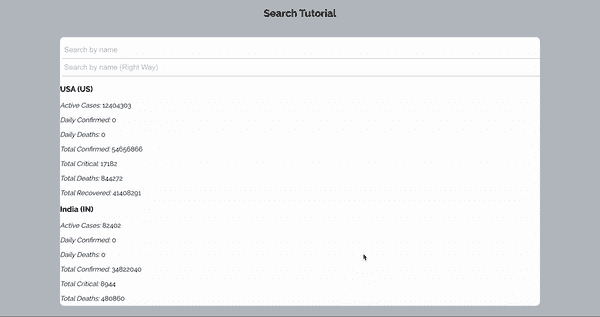 Search Tutorial
Search by name
Search by name (Right Way)
USA (US)
Active Cases: 12404303
Daily Confirmed: 0
Daily Deaths: 0
Total Confirmed: 54656866
Total Critical: 17182
Total Deaths: 844272
Total Recovered: 41408291
India (IN)
Active Cases: 82402
Daily Confirmed: 0
Daily Deaths: 0
Total Confirmed: 34822040
Total Critical: 8944
Total Deaths: 480860